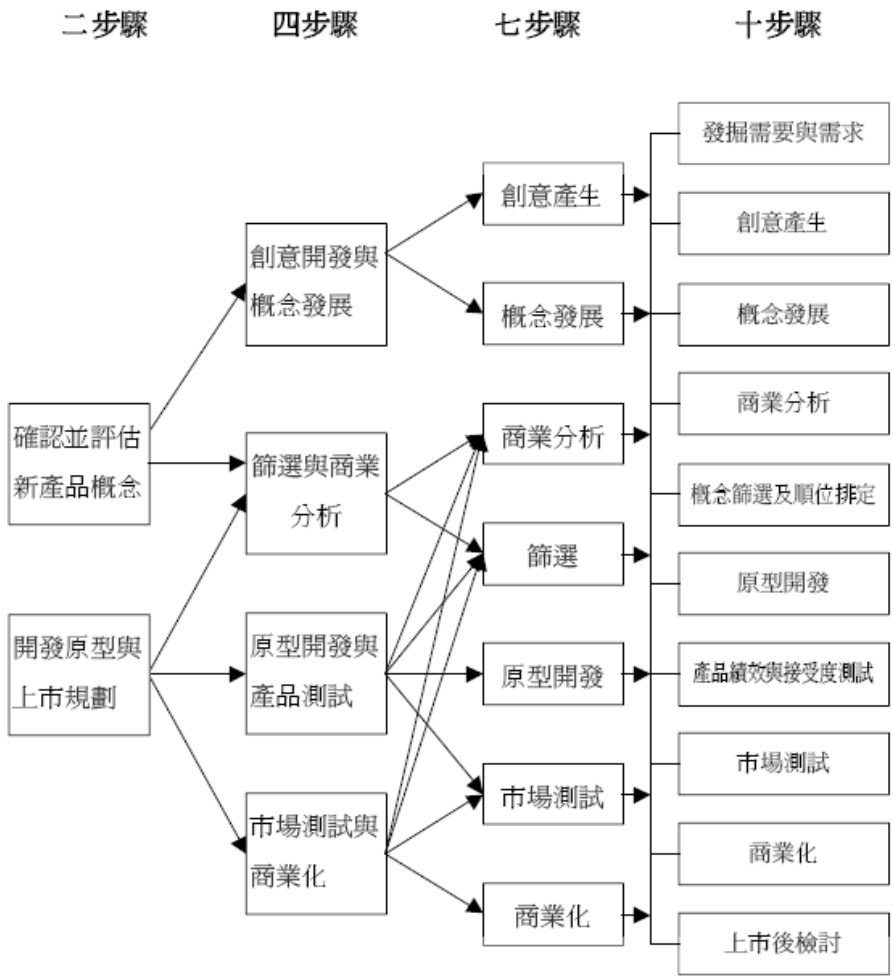 二步驟
四步驟
七步驟
十步驟
確認並評估
新產品概念
開發原型與
上市規劃
創意開發與
概念發展
篩選與商業
分析
原型開發與
產品測試
市場測試與
商業化
創意產生
概念發展
商業分析
篩選
原型開發
市場測試
商業化
發掘需要與需求
創意產生
概念發展
商業分析
概念篩選及順位排定
原型開發
產品績效與接受度測試
市場測試
商業化
上市後檢討